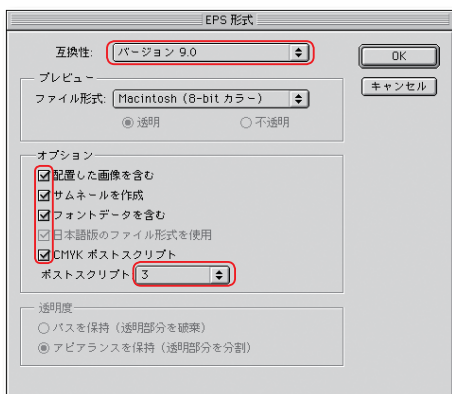 EPS 形式
互換性: バージョン 9.0
OK
キャンセル
プレビュー
ファイル形式: Macintosh (8-bit カラー)
透明 不透明
オプション
配置した画像を含む
サムネールを作成
フォントデータを含む
日本語版のファイル形式を使用
CMYK ポストスクリプト
ポストスクリプト: 3
透明度
パスを保持（透明部分を破棄）
アピアランスを保持（透明部分を分割）